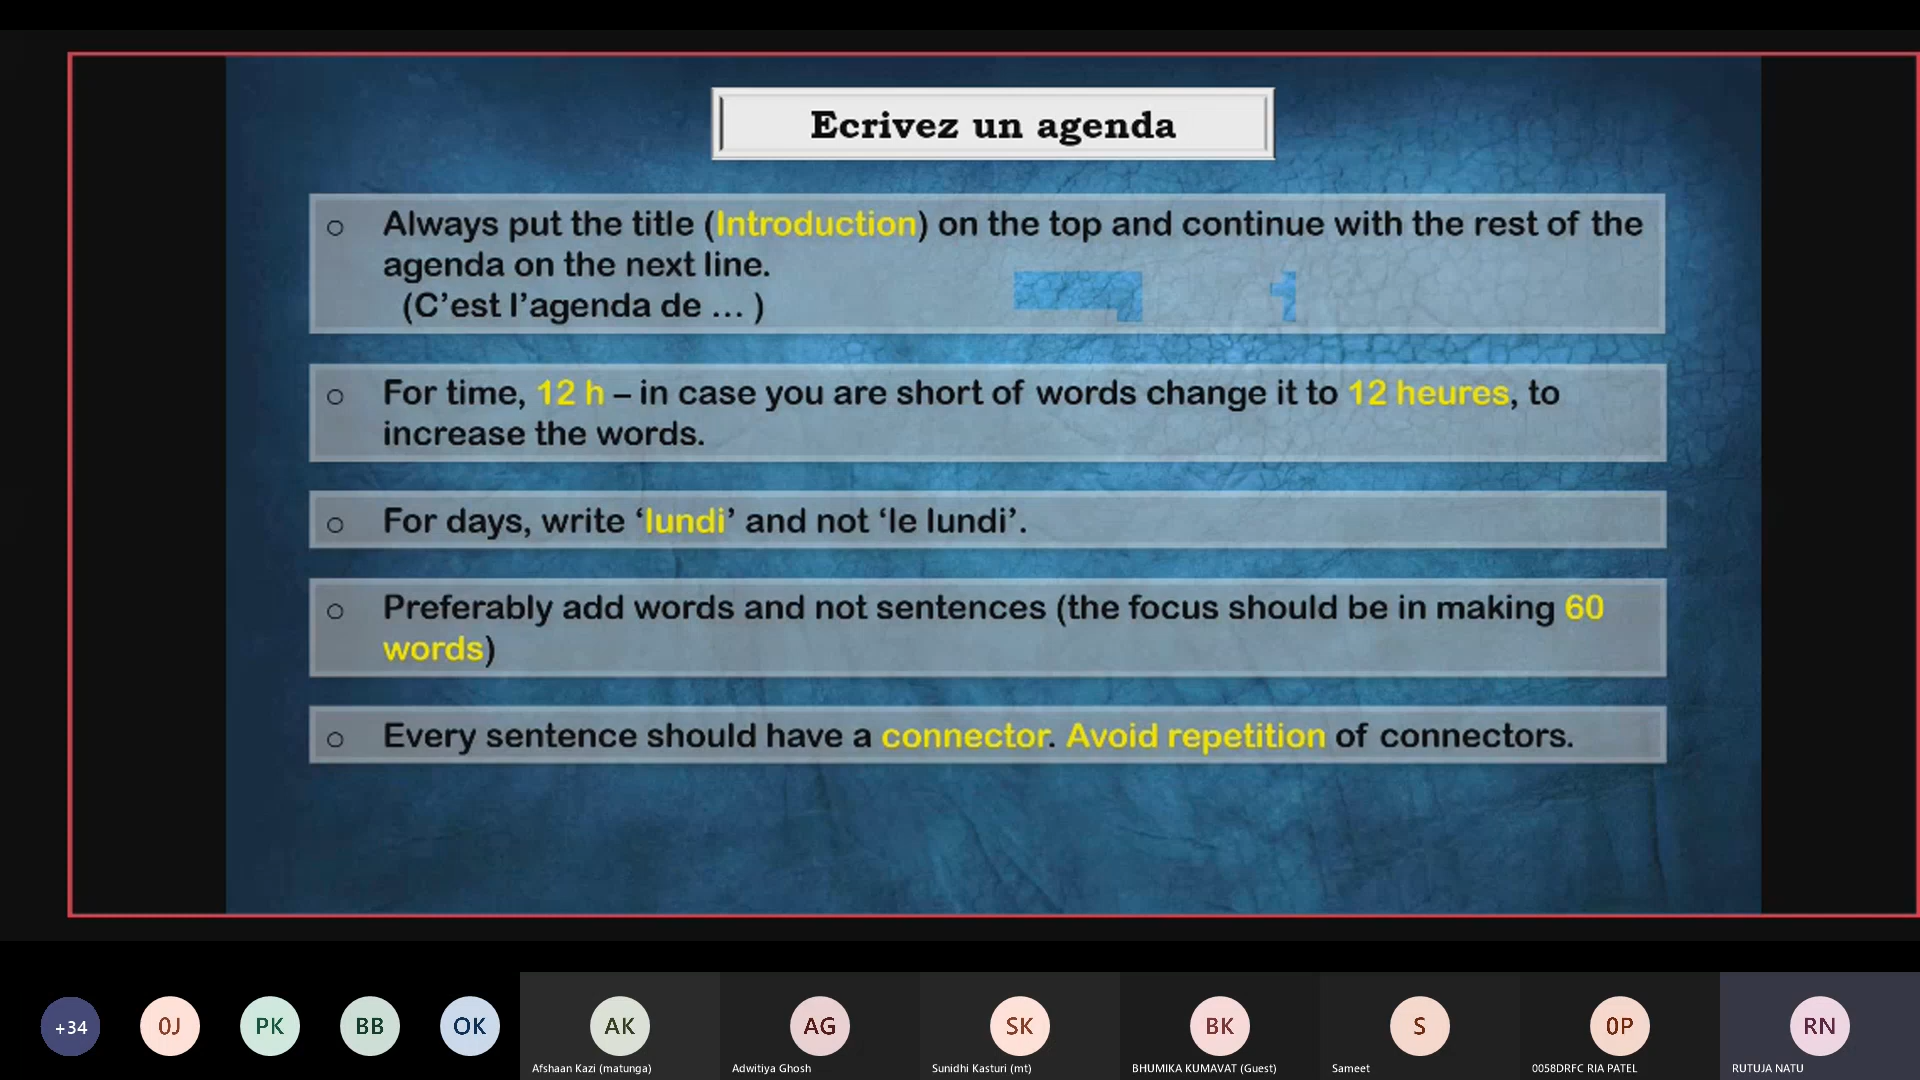 Ecrivez un agenda
o Always put the title (Introduction) on the top and continue with the rest of the
agenda on the next line.
(C’est l’agenda de … )
o For time, 12 h – in case you are short of words change it to 12 heures, to
increase the words.
o For days, write ‘lundi’ and not ‘le lundi’.
o Preferably add words and not sentences (the focus should be in making 60
words)
o Every sentence should have a connector. Avoid repetition of connectors.
+34 0J PK BB OK AK AG SK BK S 0P RN
Afshaan Kazi (matunga) Adwitiya Ghosh Sunidhi Kasturi (mt) BHUMIKA KUMAVAT (Guest) Sameet 0058DRFC RIA PATEL RUTUJA NATU